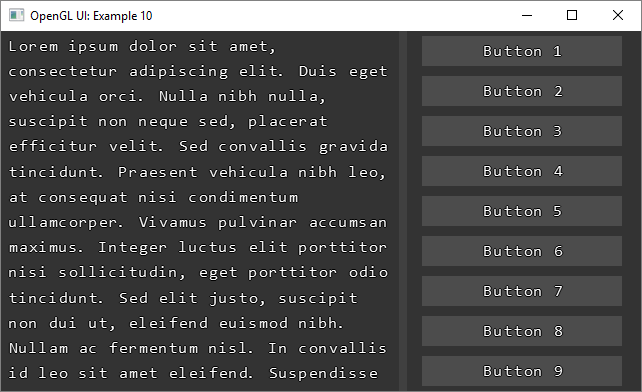 OpenGL UI: Example 10
Lorem ipsum dolor sit amet,
consectetur adipiscing elit. Duis eget
vehicula orci. Nulla nibh nulla,
suscipit non neque sed, placerat
efficitur velit. Sed convallis gravida
tincidunt. Praesent vehicula nibh leo,
at consequat nisi condimentum
ullamcorper. Vivamus pulvinar accumsan
maximus. Integer luctus elit porttitor
nisi sollicitudin, eget porttitor odio
tincidunt. Sed elit justo, suscipit
non dui ut, eleifend euismod nibh.
Nullam ac fermentum nisl. In convallis
id leo sit amet eleifend. Suspendisse
Button 1
Button 2
Button 3
Button 4
Button 5
Button 6
Button 7
Button 8
Button 9